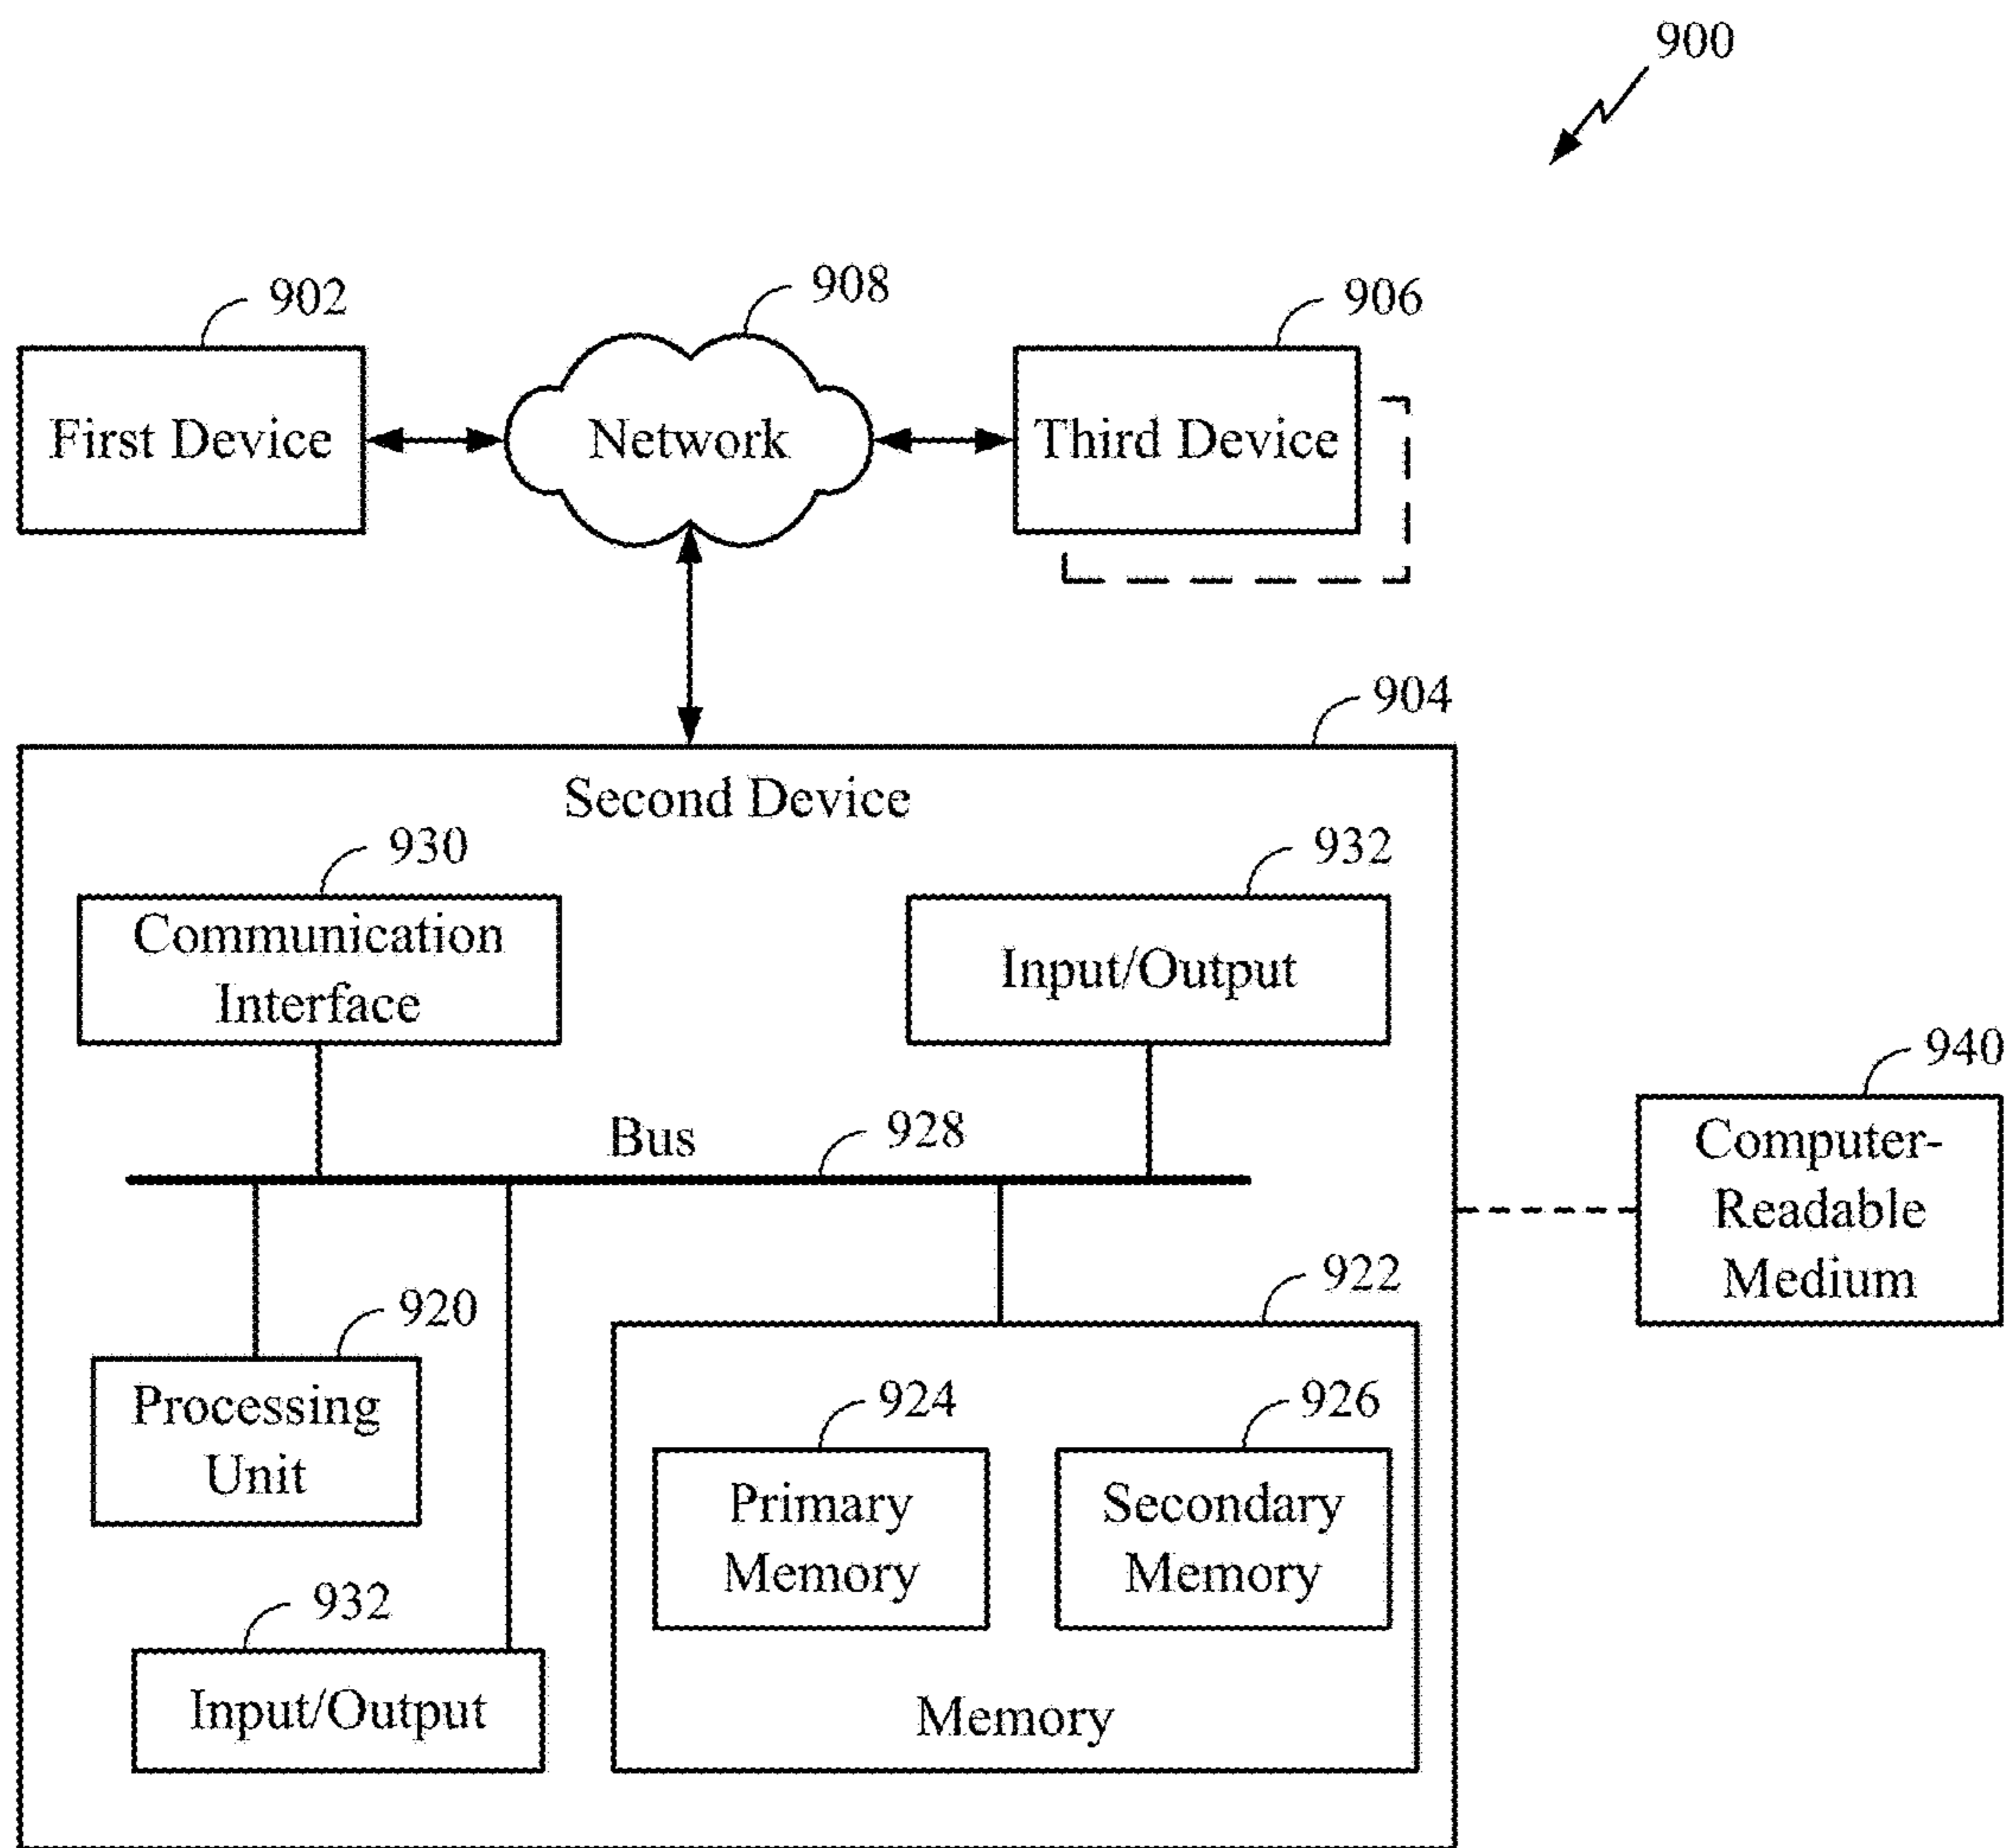 900
902
908
906
First Device
Network
Third Device
904
Second Device
930
932
Communication
Interface
Input/Output
940
Computer-
Readable
Medium
Bus
928
922
920
Processing
Unit
924
926
Primary
Memory
Secondary
Memory
932
Input/Output
Memory